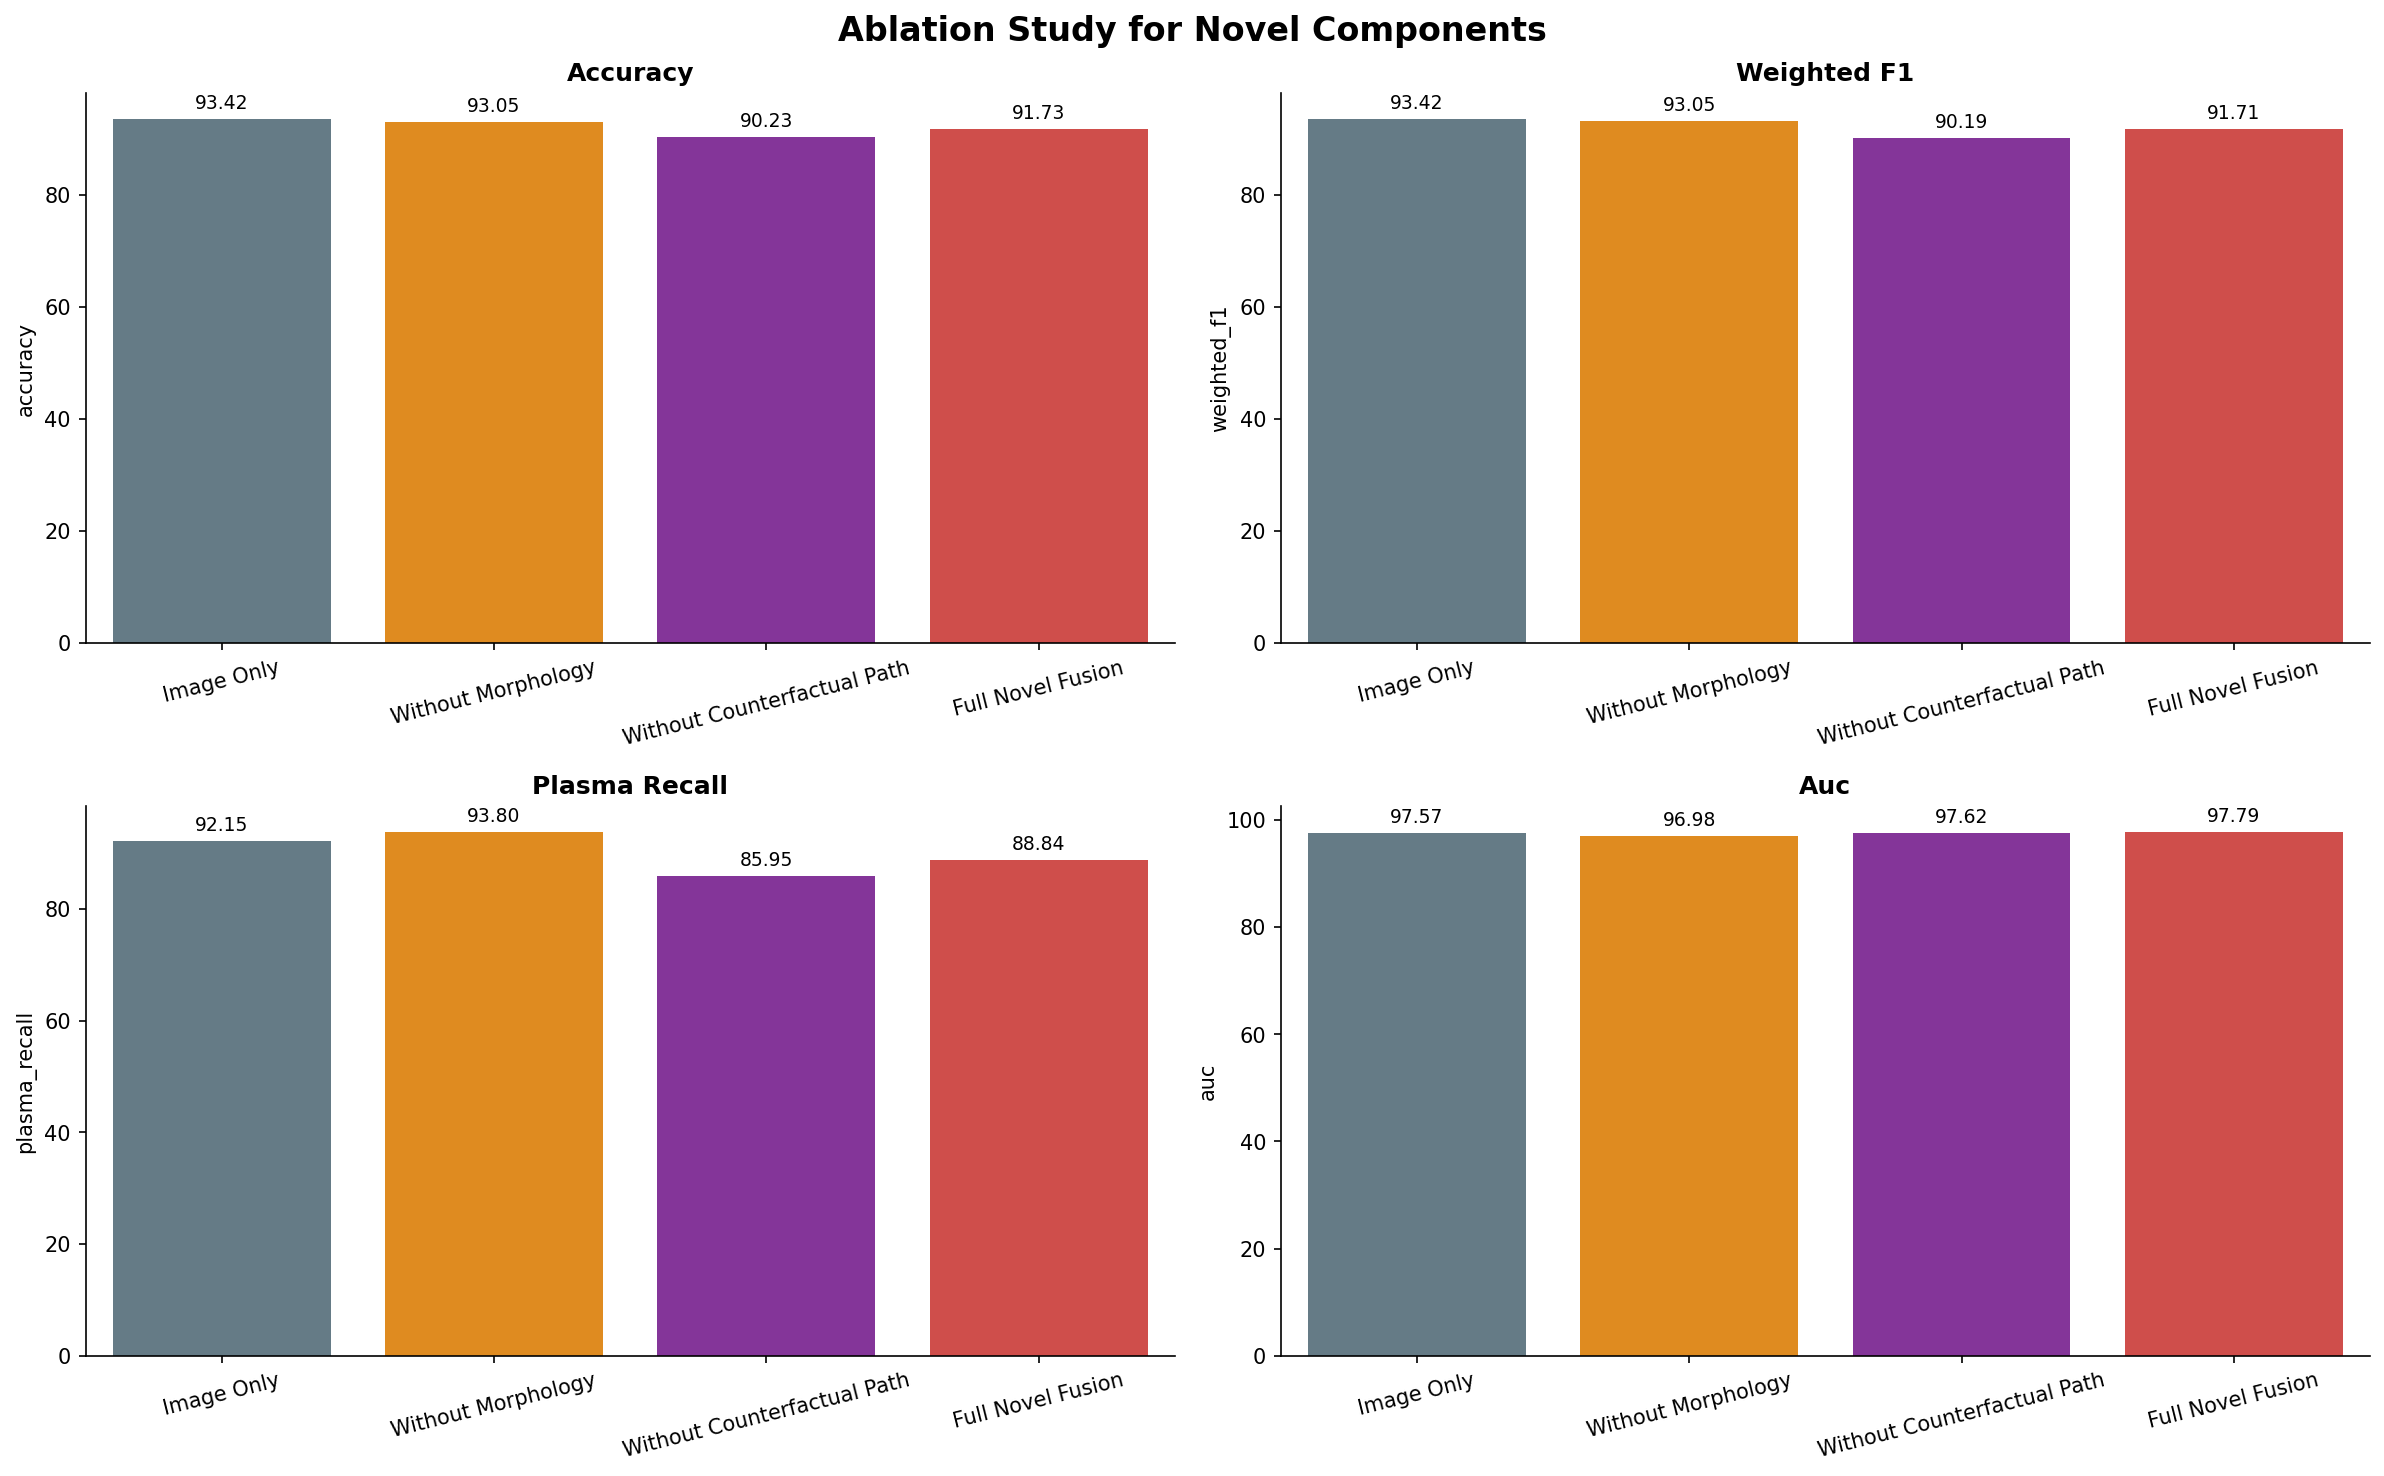 Ablation Study for Novel Components
Accuracy
93.42
93.05
90.23
91.73
80
60
40
20
0
accuracy
Image Only
Without Morphology
Without Counterfactual Path
Full Novel Fusion
Weighted F1
93.42
93.05
90.19
91.71
80
60
40
20
0
weighted_f1
Image Only
Without Morphology
Without Counterfactual Path
Full Novel Fusion
Plasma Recall
92.15
93.80
85.95
88.84
80
60
40
20
0
plasma_recall
Image Only
Without Morphology
Without Counterfactual Path
Full Novel Fusion
Auc
97.57
96.98
97.62
97.79
100
80
60
40
20
0
auc
Image Only
Without Morphology
Without Counterfactual Path
Full Novel Fusion